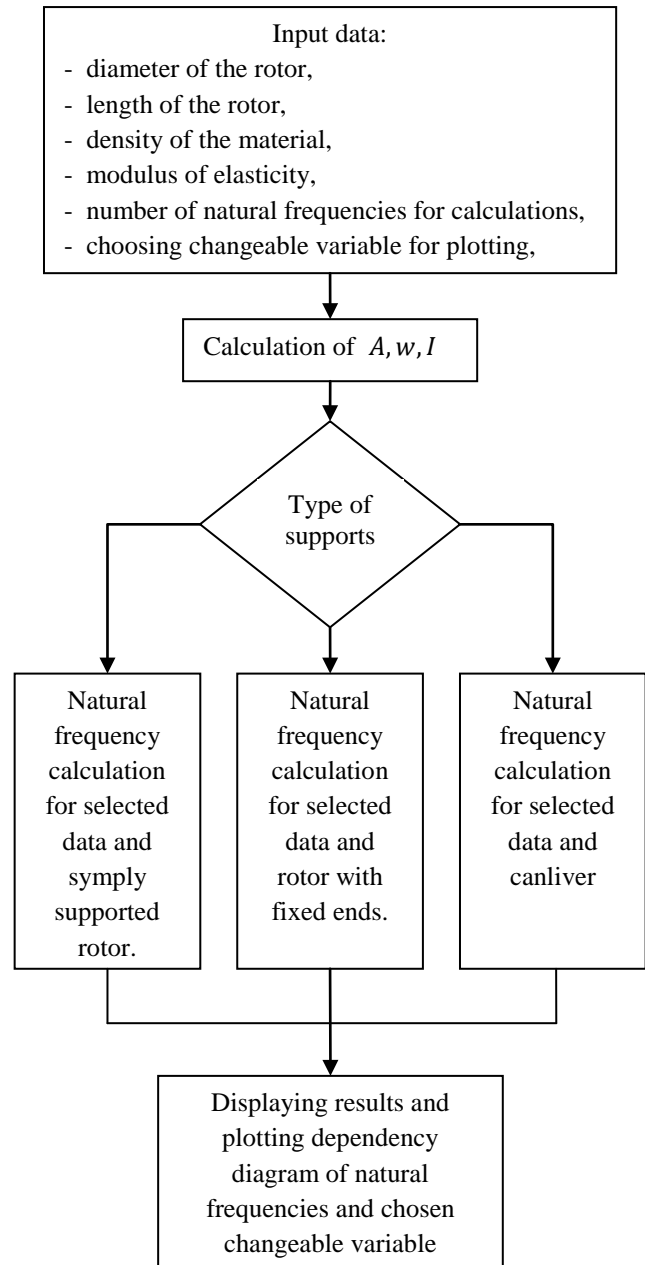 Input data:
- diameter of the rotor,
- length of the rotor,
- density of the material,
- modulus of elasticity,
- number of natural frequencies for calculations,
- choosing changeable variable for plotting,
Calculation of A, w, I
Type of
supports
Natural
frequency
calculation
for selected
data and
symply
supported
rotor.
Natural
frequency
calculation
for selected
data and
rotor with
fixed ends.
Natural
frequency
calculation
for selected
data and
canliver
Displaying results and
plotting dependency
diagram of natural
frequencies and chosen
changeable variable